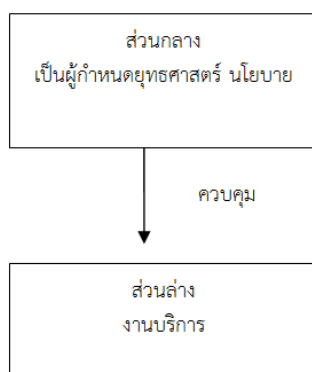 ส่วนกลาง
เป็นผู้กำหนดยุทธศาสตร์ นโยบาย
ควบคุม
ส่วนล่าง
งานบริการ